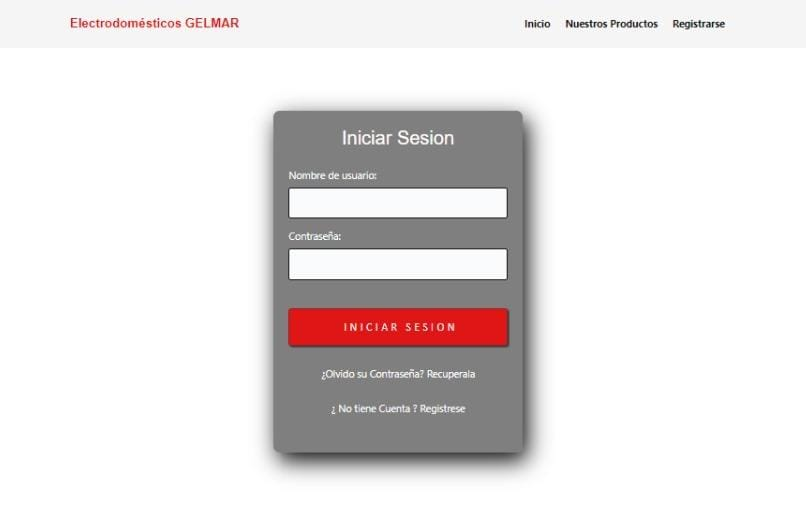 Electrodomésticos GELMAR
Inicio Nuestros Productos Registrarse
Iniciar Sesion
Nombre de usuario:
Contraseña:
INICIAR SESION
¿Olvido su Contraseña? Recuperala
¿ No tiene Cuenta ? Registrese